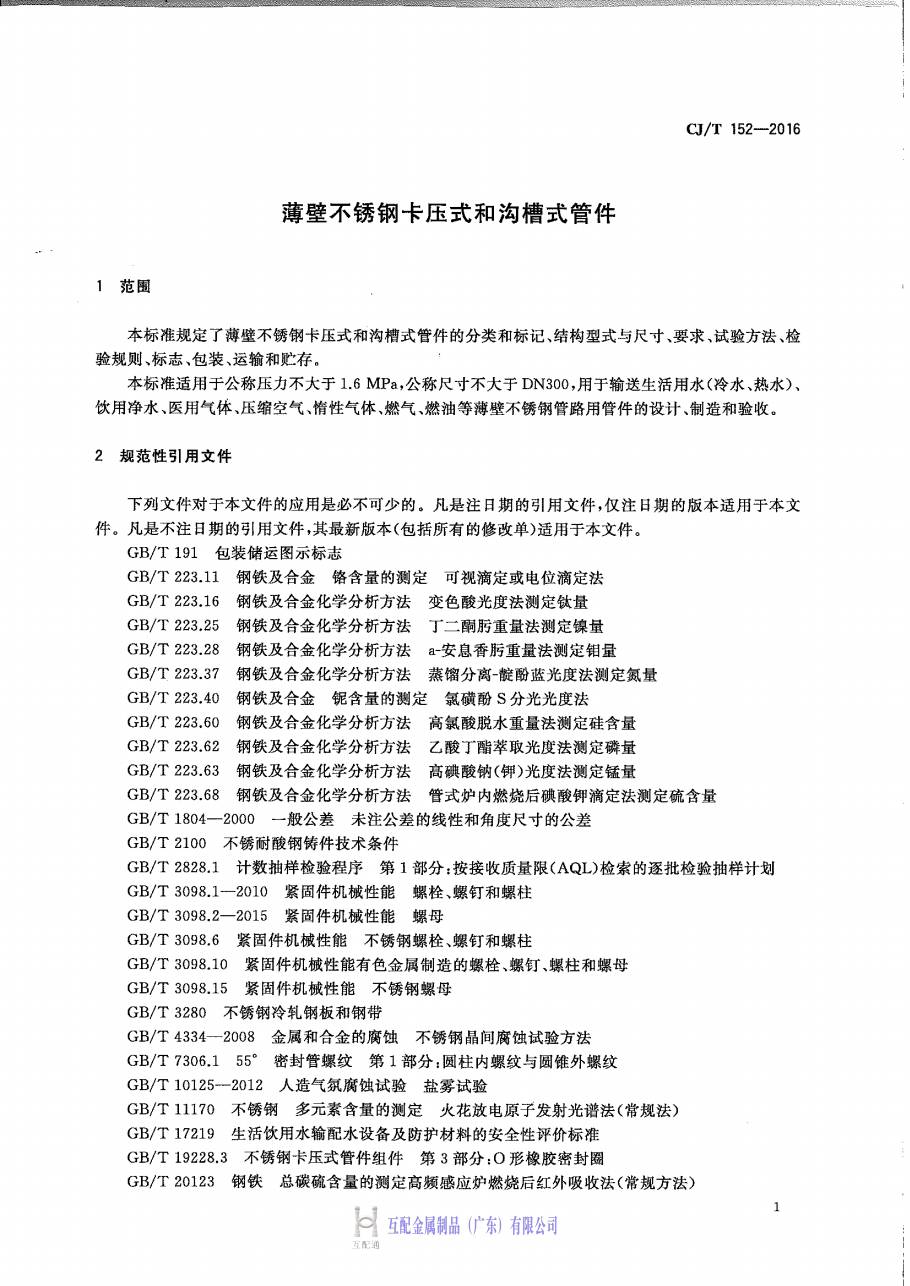 CJ/T 152—2016
薄壁不锈钢卡压式和沟槽式管件
1 范围
本标准规定了薄壁不锈钢卡压式和沟槽式管件的分类和标记、结构型式与尺寸、要求、试验方法、检
验规则、标志、包装、运输和贮存。
本标准适用于公称压力不大于 1.6 MPa,公称尺寸不大于 DN300,用于输送生活用水(冷水、热水)、
饮用净水、医用气体、压缩空气、惰性气体、燃气、燃油等薄壁不锈钢管路用管件的设计、制造和验收。
2 规范性引用文件
下列文件对于本文件的应用是必不可少的。凡是注日期的引用文件,仅注日期的版本适用于本文
件。凡是不注日期的引用文件,其最新版本(包括所有的修改单)适用于本文件。
GB/T 191 包装储运图示标志
GB/T 223.11 钢铁及合金 铬含量的测定 可视滴定或电位滴定法
GB/T 223.16 钢铁及合金化学分析方法 变色酸光度法测定钛量
GB/T 223.25 钢铁及合金化学分析方法 丁二酮肟重量法测定镍量
GB/T 223.28 钢铁及合金化学分析方法 a-安息香肟重量法测定钼量
GB/T 223.37 钢铁及合金化学分析方法 蒸馏分离-靛酚蓝光度法测定氮量
GB/T 223.40 钢铁及合金 铌含量的测定 氯磺酚 S 分光光度法
GB/T 223.60 钢铁及合金化学分析方法 高氯酸脱水重量法测定硅含量
GB/T 223.62 钢铁及合金化学分析方法 乙酸丁酯萃取光度法测定磷量
GB/T 223.63 钢铁及合金化学分析方法 高碘酸钠(钾)光度法测定锰量
GB/T 223.68 钢铁及合金化学分析方法 管式炉内燃烧后碘酸钾滴定法测定硫含量
GB/T 1804—2000 一般公差 未注公差的线性和角度尺寸的公差
GB/T 2100 不锈耐酸钢铸件技术条件
GB/T 2828.1 计数抽样检验程序 第 1 部分:按接收质量限(AQL)检索的逐批检验抽样计划
GB/T 3098.1—2010 紧固件机械性能 螺栓、螺钉和螺柱
GB/T 3098.2—2015 紧固件机械性能 螺母
GB/T 3098.6 紧固件机械性能 不锈钢螺栓、螺钉和螺柱
GB/T 3098.10 紧固件机械性能有色金属制造的螺栓、螺钉、螺柱和螺母
GB/T 3098.15 紧固件机械性能 不锈钢螺母
GB/T 3280 不锈钢冷轧钢板和钢带
GB/T 4334—2008 金属和合金的腐蚀 不锈钢晶间腐蚀试验方法
GB/T 7306.1 55° 密封管螺纹 第 1 部分:圆柱内螺纹与圆锥外螺纹
GB/T 10125—2012 人造气氛腐蚀试验 盐雾试验
GB/T 11170 不锈钢 多元素含量的测定 火花放电原子发射光谱法(常规法)
GB/T 17219 生活饮用水输配水设备及防护材料的安全性评价标准
GB/T 19228.3 不锈钢卡压式管件组件 第 3 部分:O 形橡胶密封圈
GB/T 20123 钢铁 总碳硫含量的测定高频感应炉燃烧后红外吸收法(常规方法)
1
互配金属制品(广东)有限公司
互配通